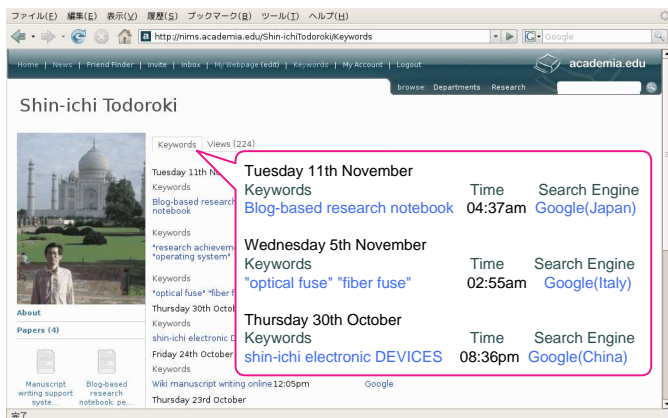 ファイル(F) 編集(E) 表示(V) 履歴(S) ブックマーク(B) ツール(T) ヘルプ(H)
http://nims.academia.edu/Shin-ichiTodoroki/Keywords
Google
Home | News | Friend Finder | Invite | Inbox | My Webpage (edit) | Keywords | My Account | Logout
academia.edu
browse: Departments Research
Shin-ichi Todoroki
Keywords Views (224)
Tuesday 11th
Keywords
Blog-based research
notebook
Keywords
"research achievem
"operating system"
Keywords
"optical fuse" "fiber f
Thursday 30th Octob
Keywords
shin-ichi electronic D
Friday 24th October
Keywords
Wiki manuscript writing online 12:05pm Google
Thursday 23rd October
Tuesday 11th November
Keywords Time Search Engine
Blog-based research notebook 04:37am Google(Japan)
Wednesday 5th November
Keywords Time Search Engine
"optical fuse" "fiber fuse" 02:55am Google(Italy)
Thursday 30th October
Keywords Time Search Engine
shin-ichi electronic DEVICES 08:36pm Google(China)
About
Papers (4)
Manuscript
writing support
syste...
Blog-based
research
notebook: pe...
完了